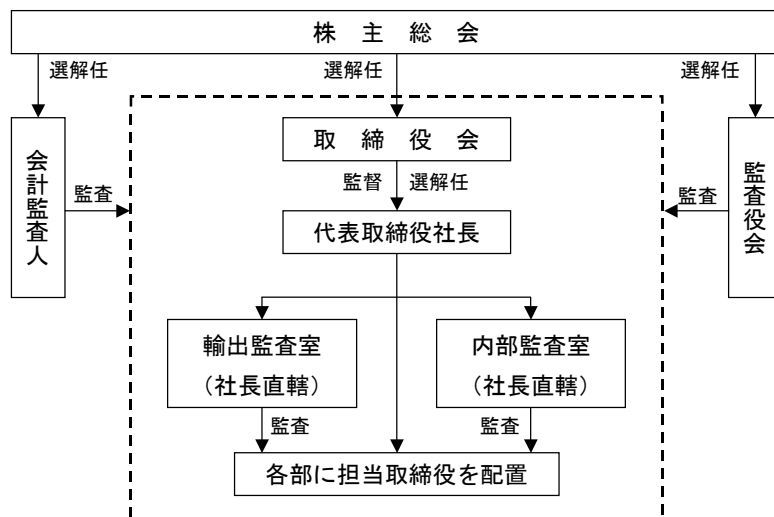 株 主 総 会
選解任
選解任
選解任
会計監査人
取 締 役 会
監査役会
監督
選解任
監査
監査
代表取締役社長
輸出監査室
（社長直轄）
内部監査室
（社長直轄）
監査
監査
各部に担当取締役を配置